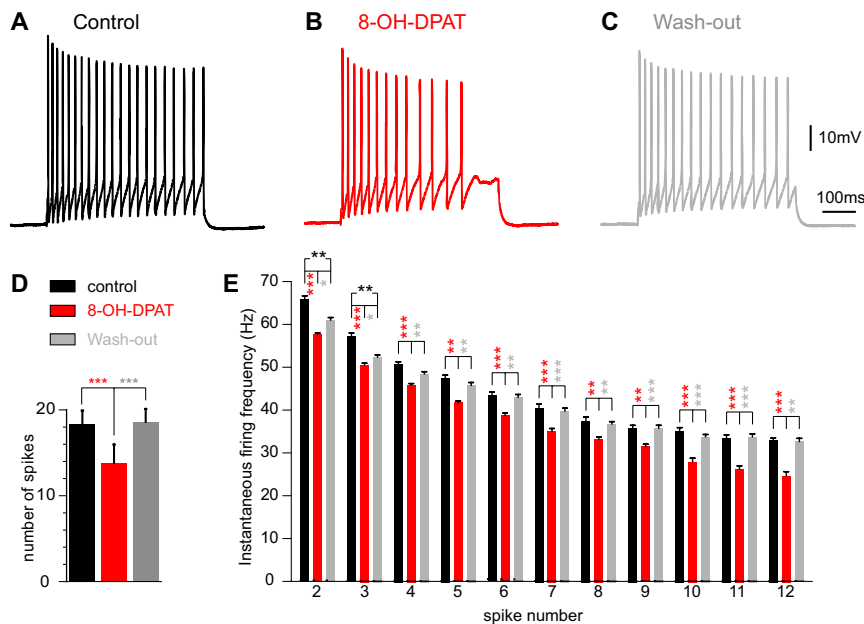 A Control
B 8-OH-DPAT
C Wash-out
10mV
100ms
D
control
8-OH-DPAT
Wash-out
*** ***
20
10
0
number of spikes
E
70
60
50
40
30
20
10
0
Instantaneous firing frequency (Hz)
**
*** *
**
*** *
*** **
** **
*** **
*** ***
** **
** ***
*** ***
*** ***
*** **
2 3 4 5 6 7 8 9 10 11 12
spike number